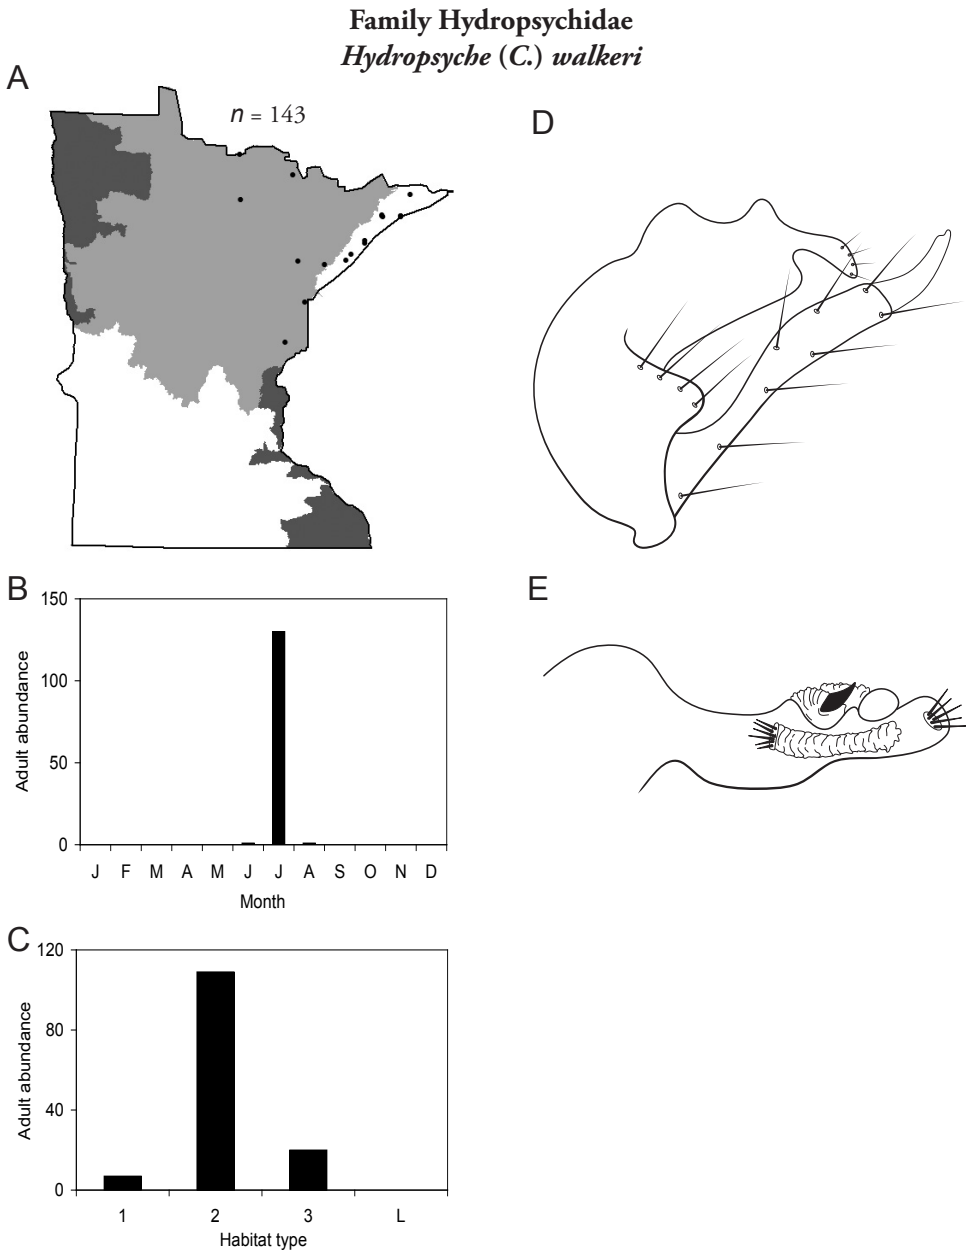 Family Hydropsychidae
Hydropsyche (C.) walkeri
A
n = 143
D
B
150
100
50
0
Adult abundance
J F M A M J J A S O N D
Month
E
C
120
80
40
0
Adult abundance
1 2 3 L
Habitat type